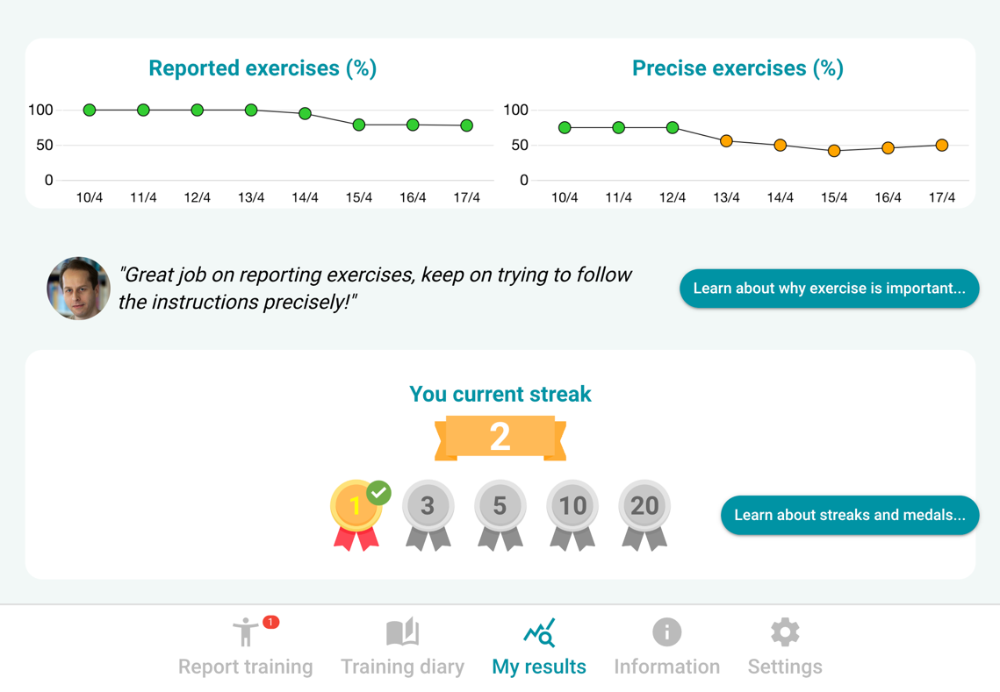 Reported exercises (%)
Precise exercises (%)
100
50
0
10/4 11/4 12/4 13/4 14/4 15/4 16/4 17/4
100
50
0
10/4 11/4 12/4 13/4 14/4 15/4 16/4 17/4
"Great job on reporting exercises, keep on trying to follow
the instructions precisely!"
Learn about why exercise is important...
You current streak
2
1 3 5 10 20
Learn about streaks and medals...
1
Report training Training diary My results Information Settings